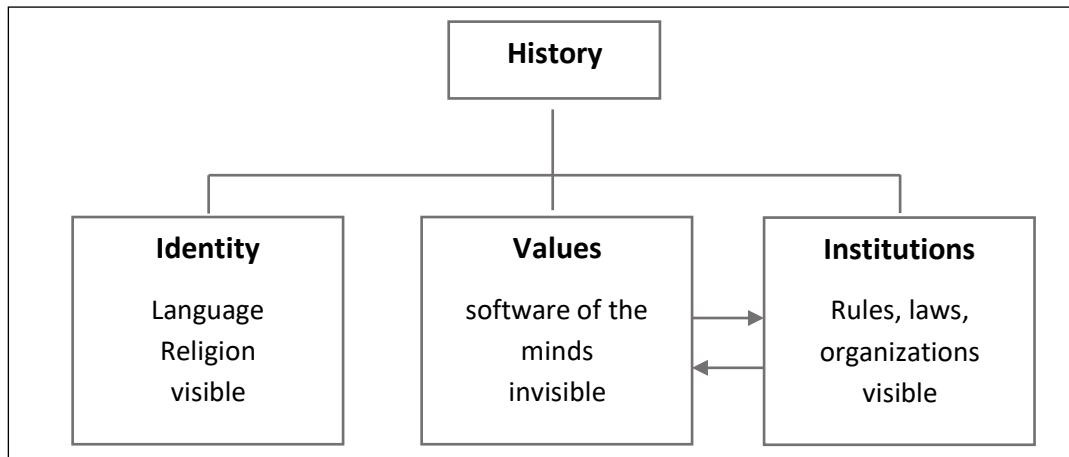 History
Identity
Language
Religion
visible
Values
software of the
minds
invisible
Institutions
Rules, laws,
organizations
visible